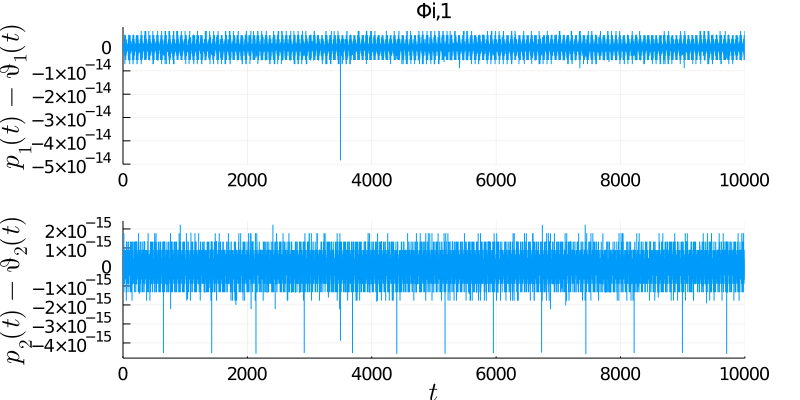 Φi,1
p₁(t) − ϑ₁(t)
0
−1×10⁻¹⁴
−2×10⁻¹⁴
−3×10⁻¹⁴
−4×10⁻¹⁴
−5×10⁻¹⁴
0 2000 4000 6000 8000 10000
p₂(t) − ϑ₂(t)
2×10⁻¹⁵
1×10⁻¹⁵
0
−1×10⁻¹⁵
−2×10⁻¹⁵
−3×10⁻¹⁵
−4×10⁻¹⁵
0 2000 4000 6000 8000 10000
t